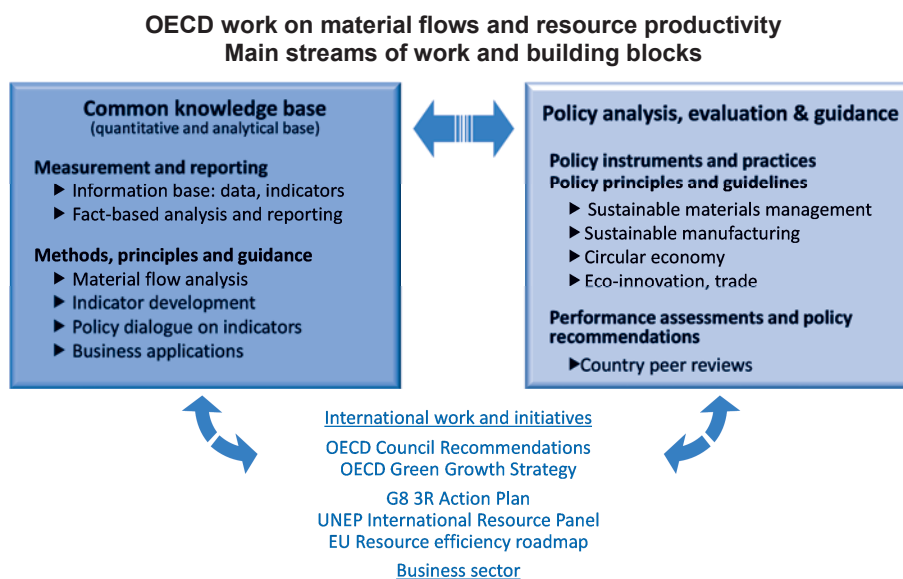 OECD work on material flows and resource productivity
Main streams of work and building blocks
Common knowledge base
(quantitative and analytical base)
Measurement and reporting
▶ Information base: data, indicators
▶ Fact-based analysis and reporting
Methods, principles and guidance
▶ Material flow analysis
▶ Indicator development
▶ Policy dialogue on indicators
▶ Business applications
Policy analysis, evaluation & guidance
Policy instruments and practices
Policy principles and guidelines
▶ Sustainable materials management
▶ Sustainable manufacturing
▶ Circular economy
▶ Eco-innovation, trade
Performance assessments and policy
recommendations
▶Country peer reviews
International work and initiatives
OECD Council Recommendations
OECD Green Growth Strategy
G8 3R Action Plan
UNEP International Resource Panel
EU Resource efficiency roadmap
Business sector